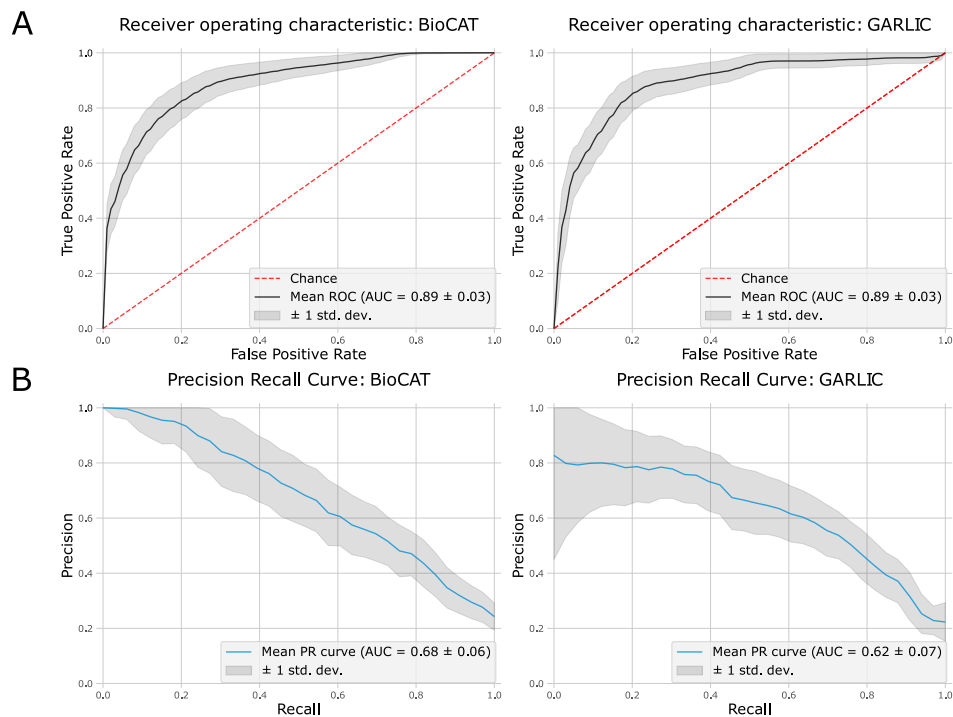 A
Receiver operating characteristic: BioCAT
Receiver operating characteristic: GARLIC
True Positive Rate
1.0
0.8
0.6
0.4
0.2
0.0
Chance
Mean ROC (AUC = 0.89 ± 0.03)
± 1 std. dev.
0.0 0.2 0.4 0.6 0.8 1.0
False Positive Rate
True Positive Rate
1.0
0.8
0.6
0.4
0.2
0.0
Chance
Mean ROC (AUC = 0.89 ± 0.03)
± 1 std. dev.
0.0 0.2 0.4 0.6 0.8 1.0
False Positive Rate
B
Precision Recall Curve: BioCAT
Precision Recall Curve: GARLIC
Precision
1.0
0.8
0.6
0.4
0.2
0.0
Mean PR curve (AUC = 0.68 ± 0.06)
± 1 std. dev.
0.0 0.2 0.4 0.6 0.8 1.0
Recall
Precision
1.0
0.8
0.6
0.4
0.2
0.0
Mean PR curve (AUC = 0.62 ± 0.07)
± 1 std. dev.
0.0 0.2 0.4 0.6 0.8 1.0
Recall